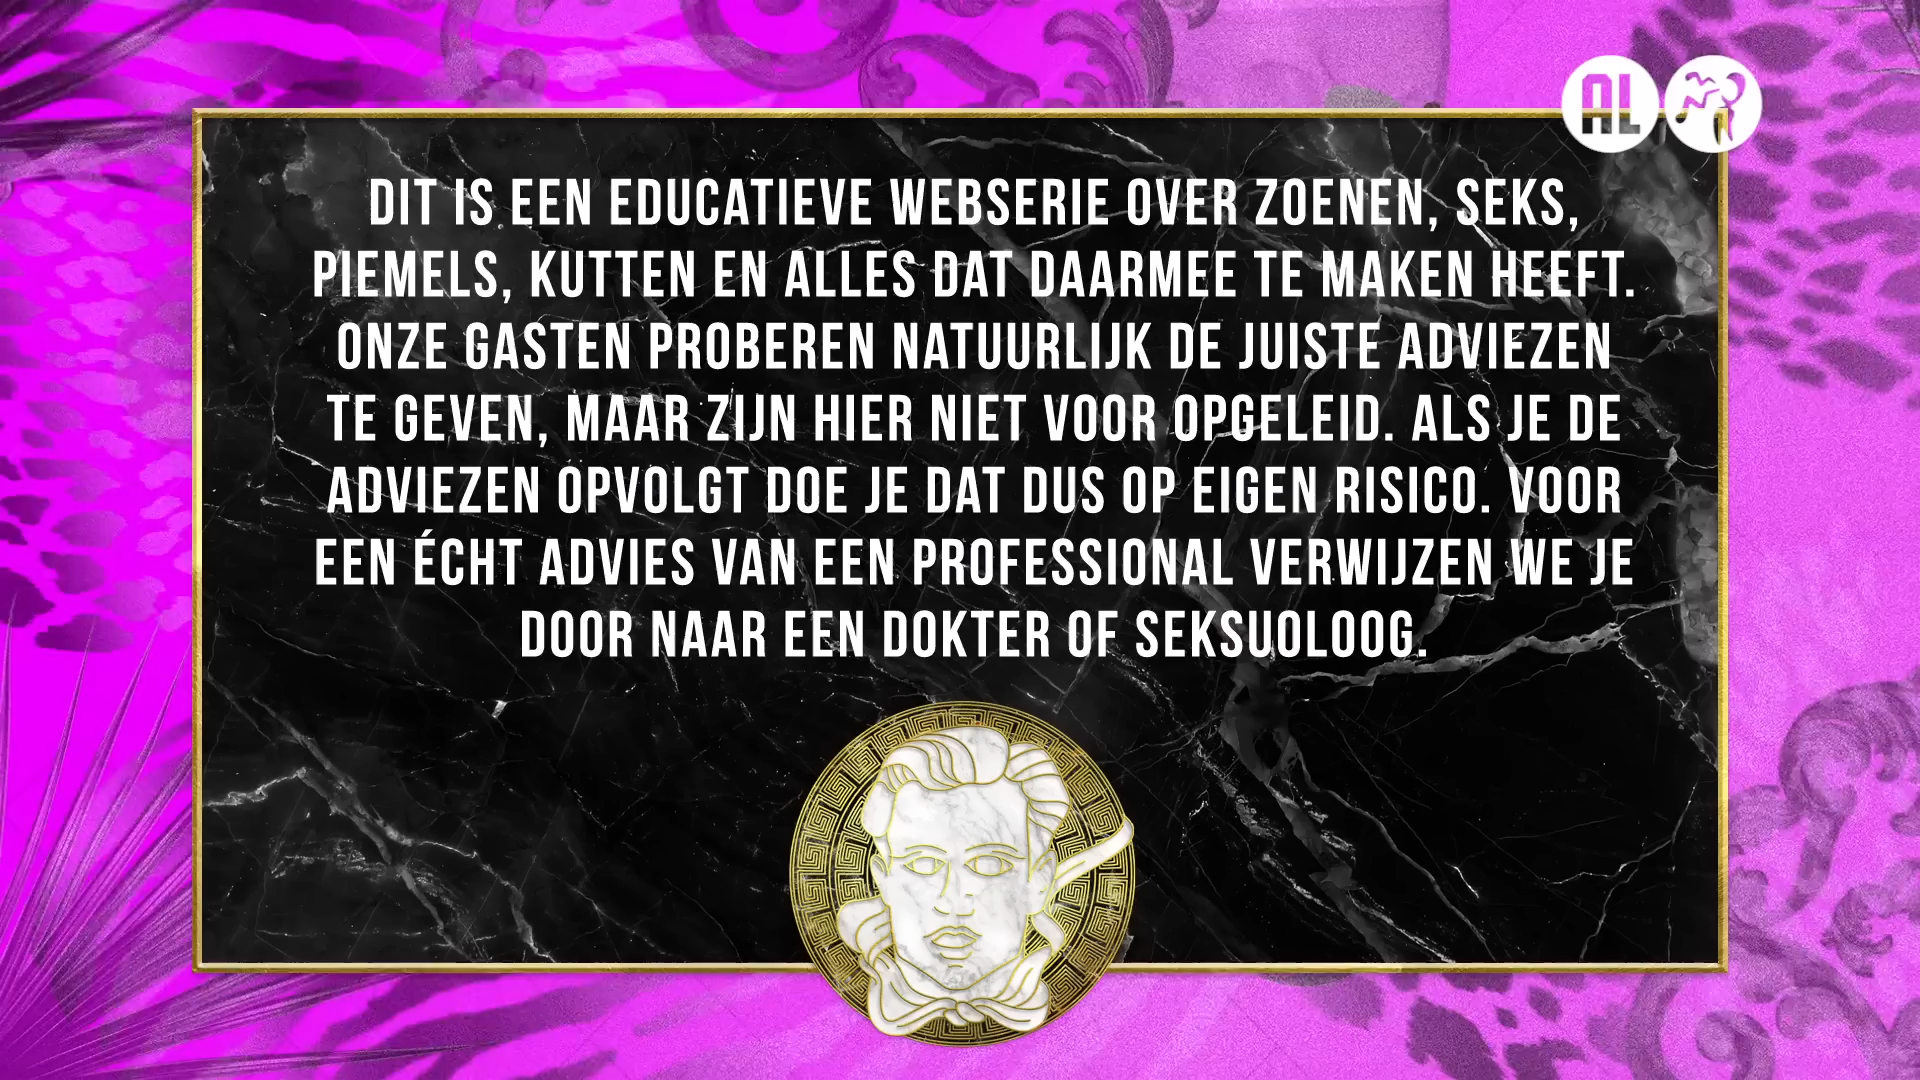 AL
DIT IS EEN EDUCATIEVE WEBSERIE OVER ZOENEN, SEKS,
PIEMELS, KUTTEN EN ALLES DAT DAARMEE TE MAKEN HEEFT.
ONZE GASTEN PROBEREN NATUURLIJK DE JUISTE ADVIEZEN
TE GEVEN, MAAR ZIJN HIER NIET VOOR OPGELEID. ALS JE DE
ADVIEZEN OPVOLGT DOE JE DAT DUS OP EIGEN RISICO. VOOR
EEN ÉCHT ADVIES VAN EEN PROFESSIONAL VERWIJZEN WE JE
DOOR NAAR EEN DOKTER OF SEKSUOLOOG.